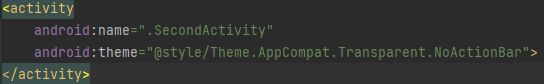 <activity
    android:name=".SecondActivity"
    android:theme="@style/Theme.AppCompat.Transparent.NoActionBar">
</activity>